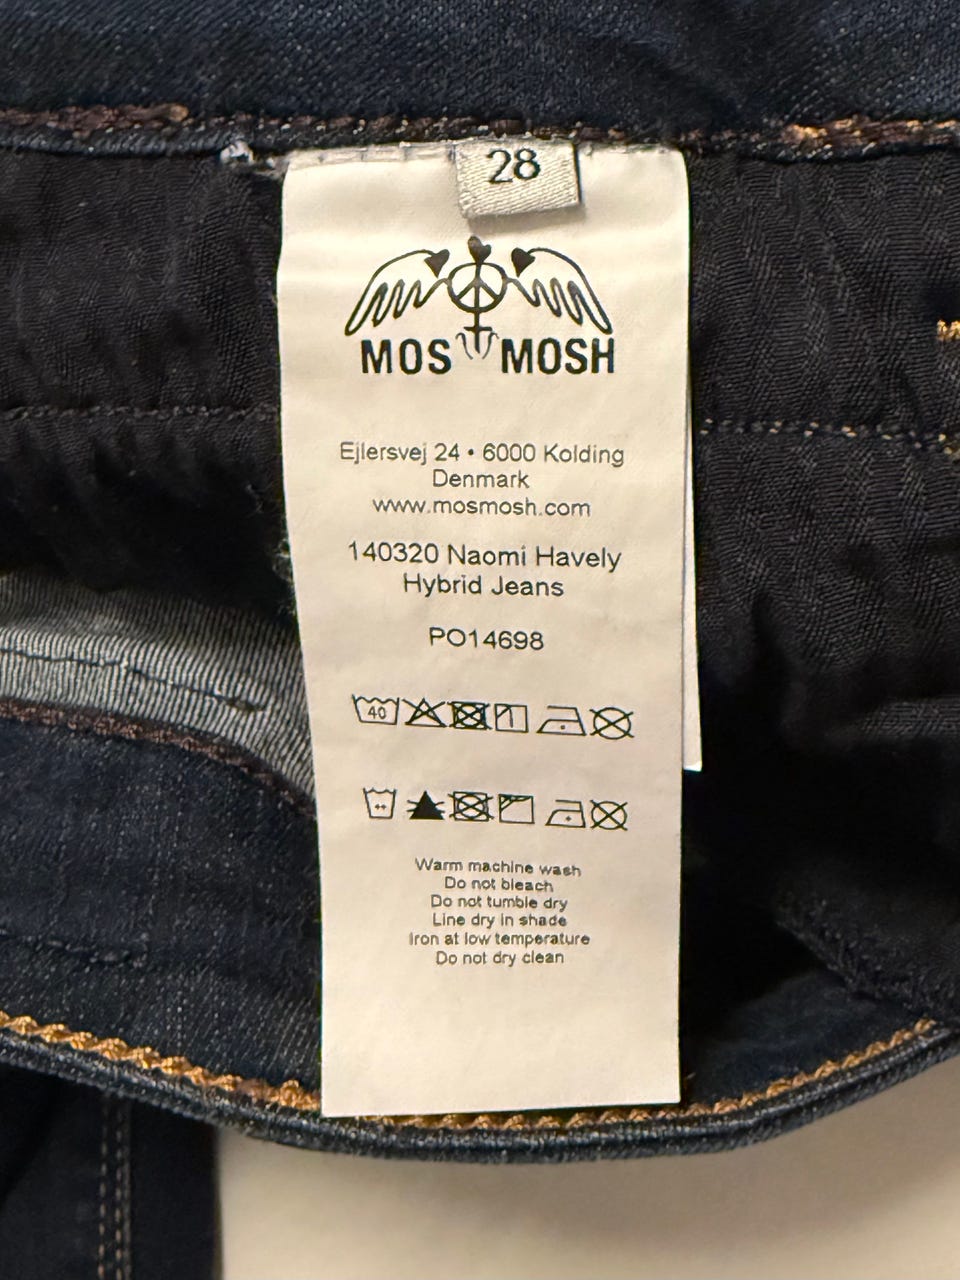 28
MOS MOSH
Ejlersvej 24 • 6000 Kolding
Denmark
www.mosmosh.com
140320 Naomi Havely
Hybrid Jeans
PO14698
40
Warm machine wash
Do not bleach
Do not tumble dry
Line dry in shade
Iron at low temperature
Do not dry clean